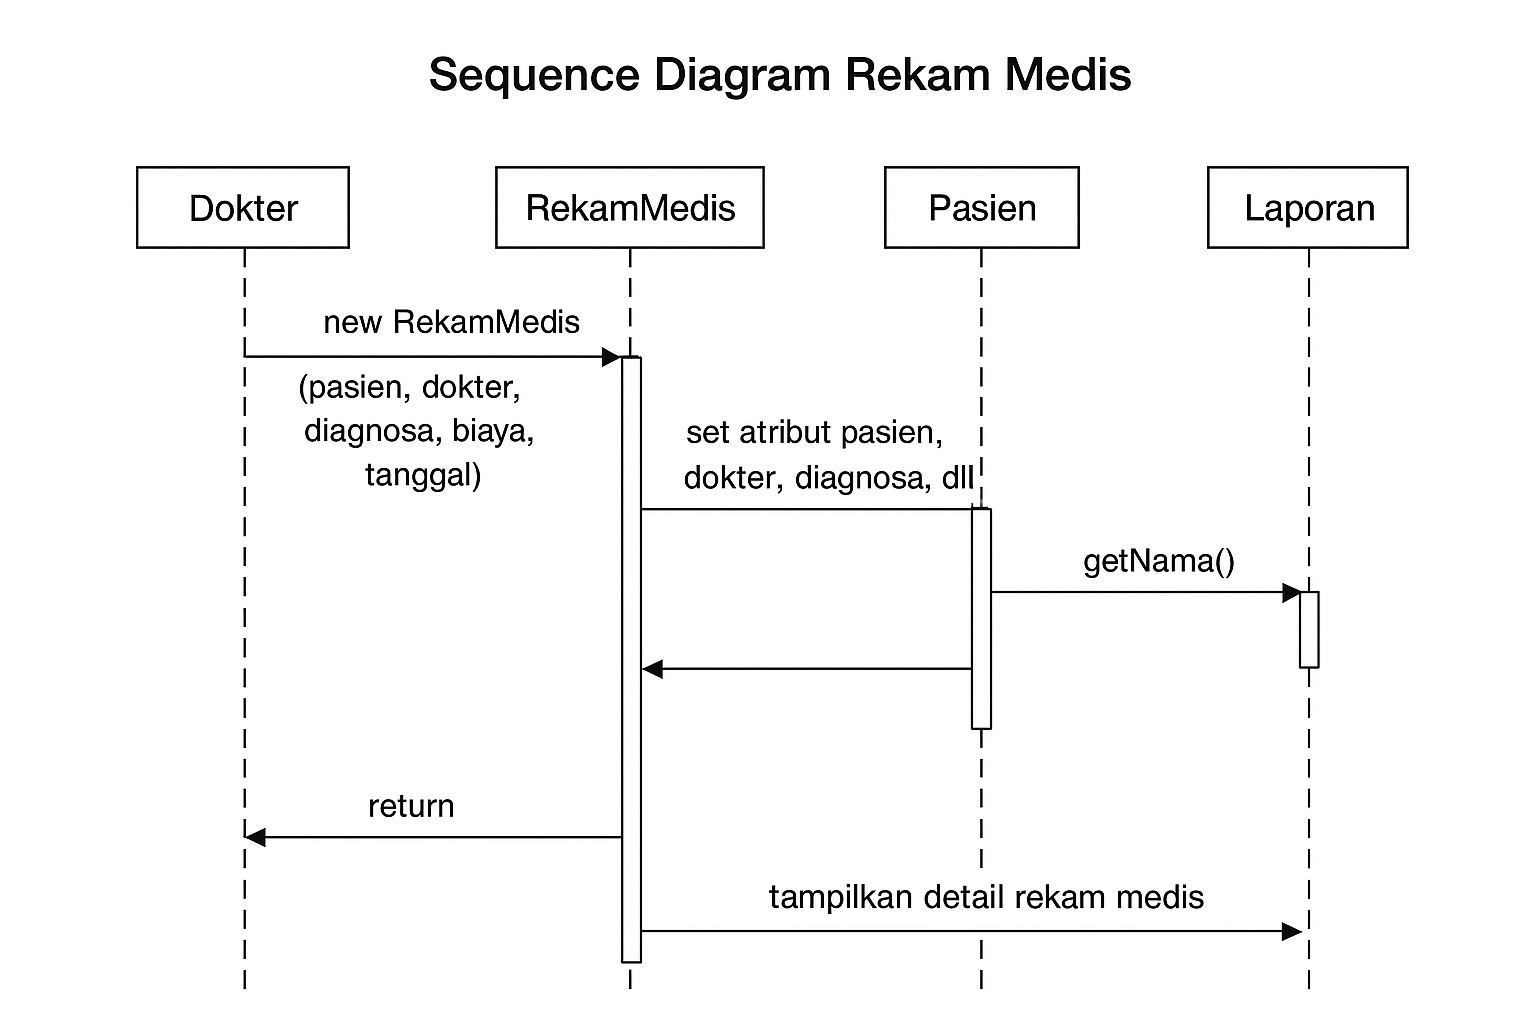 Sequence Diagram Rekam Medis
Dokter
RekamMedis
Pasien
Laporan
new RekamMedis
(pasien, dokter,
diagnosa, biaya,
tanggal)
set atribut pasien,
dokter, diagnosa, dll
getNama()
return
tampilkan detail rekam medis